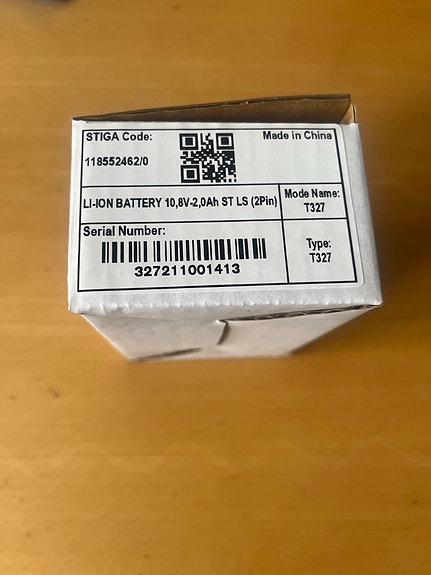 STIGA Code:
Made in China
118552462/0
LI-ION BATTERY 10,8V-2,0Ah ST LS (2Pin)
Mode Name:
T327
Serial Number:
327211001413
Type:
T327